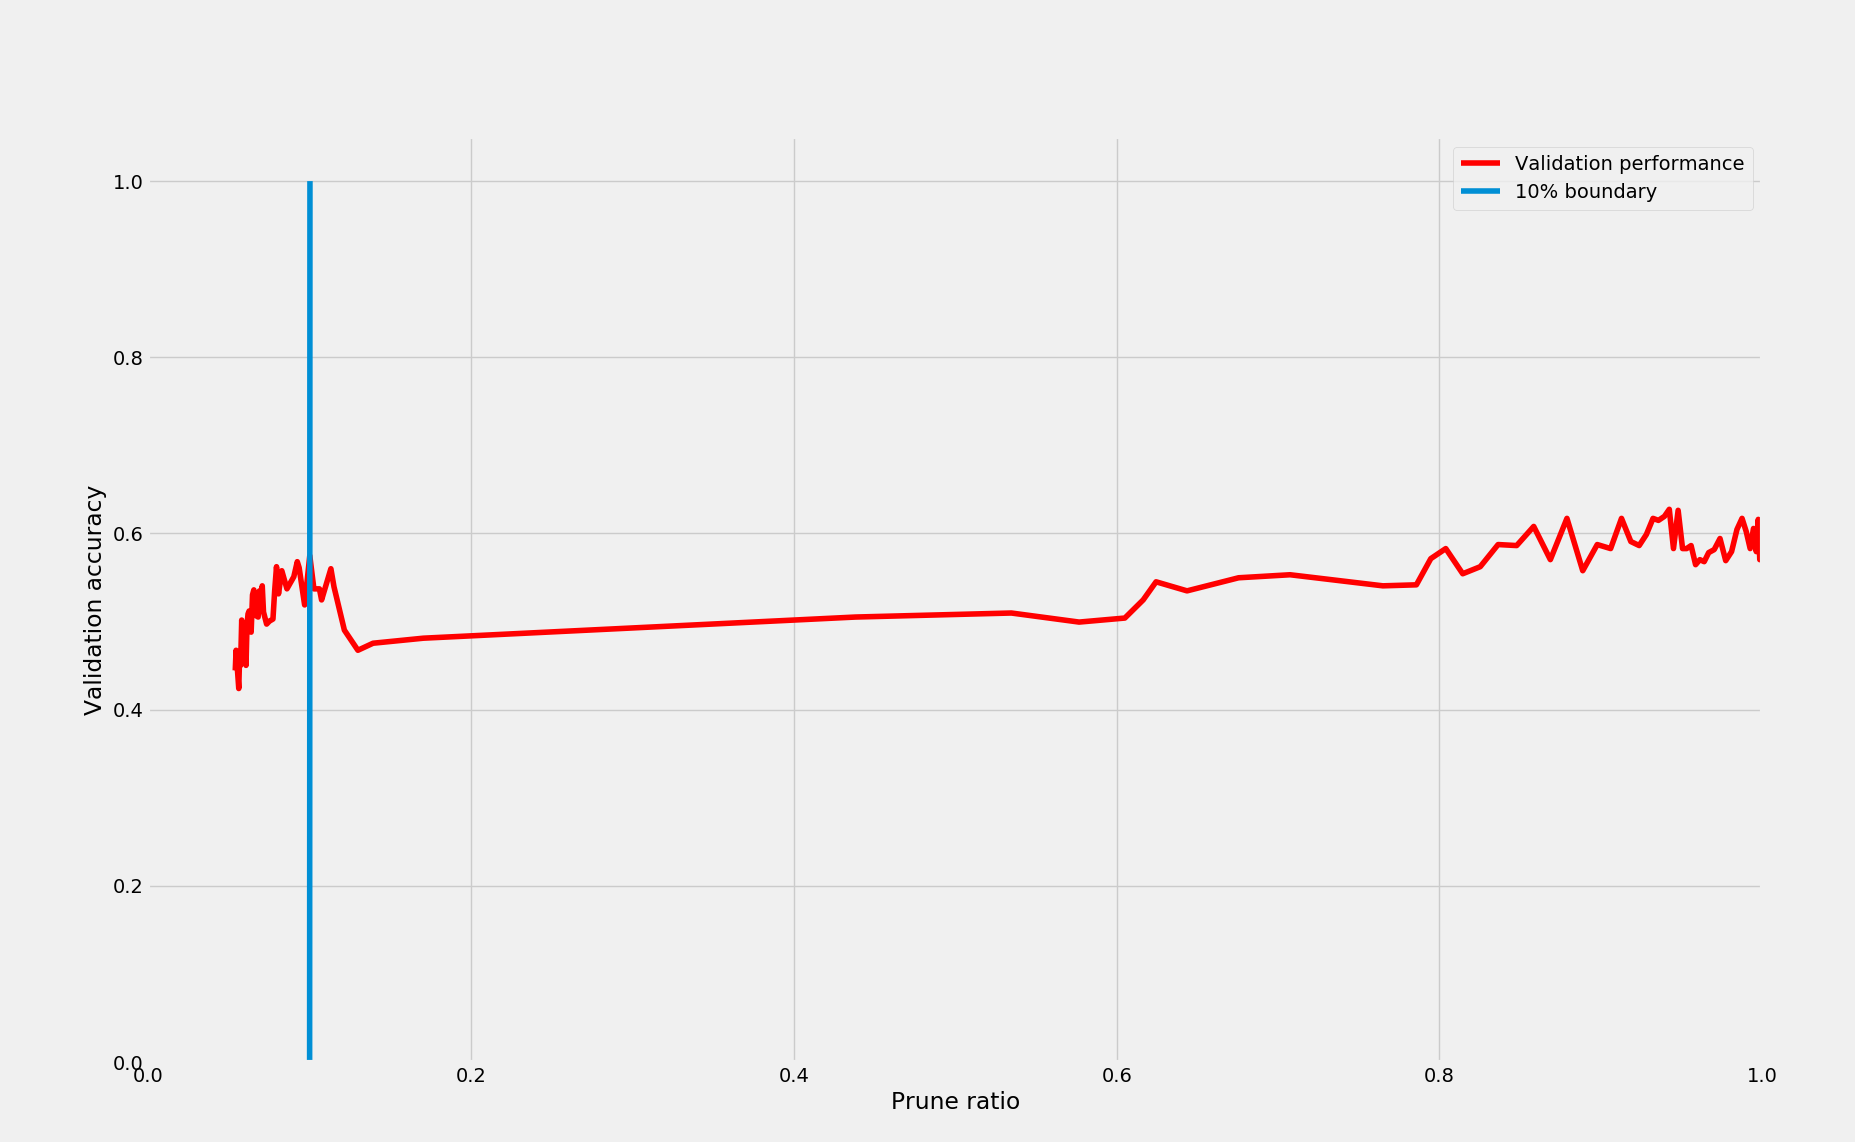 Validation performance
10% boundary
1.0
0.8
0.6
0.4
0.2
0.0
Validation accuracy
0.0 0.2 0.4 0.6 0.8 1.0
Prune ratio